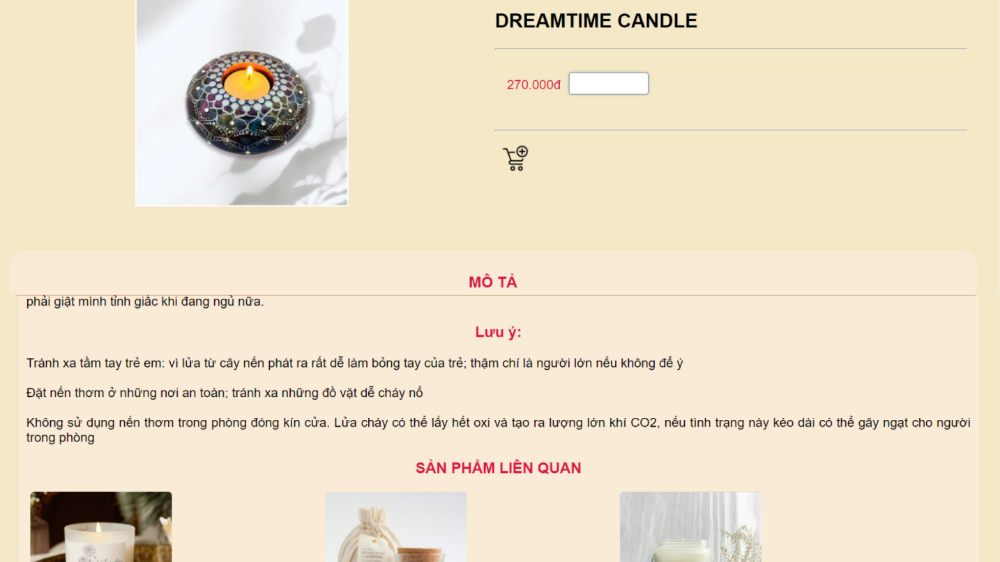 DREAMTIME CANDLE
270.000đ
MÔ TẢ
phải giật mình tỉnh giấc khi đang ngủ nữa.
Lưu ý:
Tránh xa tầm tay trẻ em: vì lửa từ cây nến phát ra rất dễ làm bỏng tay của trẻ; thậm chí là người lớn nếu không để ý
Đặt nến thơm ở những nơi an toàn; tránh xa những đồ vặt dễ cháy nổ
Không sử dụng nến thơm trong phòng đóng kín cửa. Lửa cháy có thể lấy hết oxi và tạo ra lượng lớn khí CO2, nếu tình trạng này kéo dài có thể gây ngạt cho người
trong phòng
SẢN PHẨM LIÊN QUAN